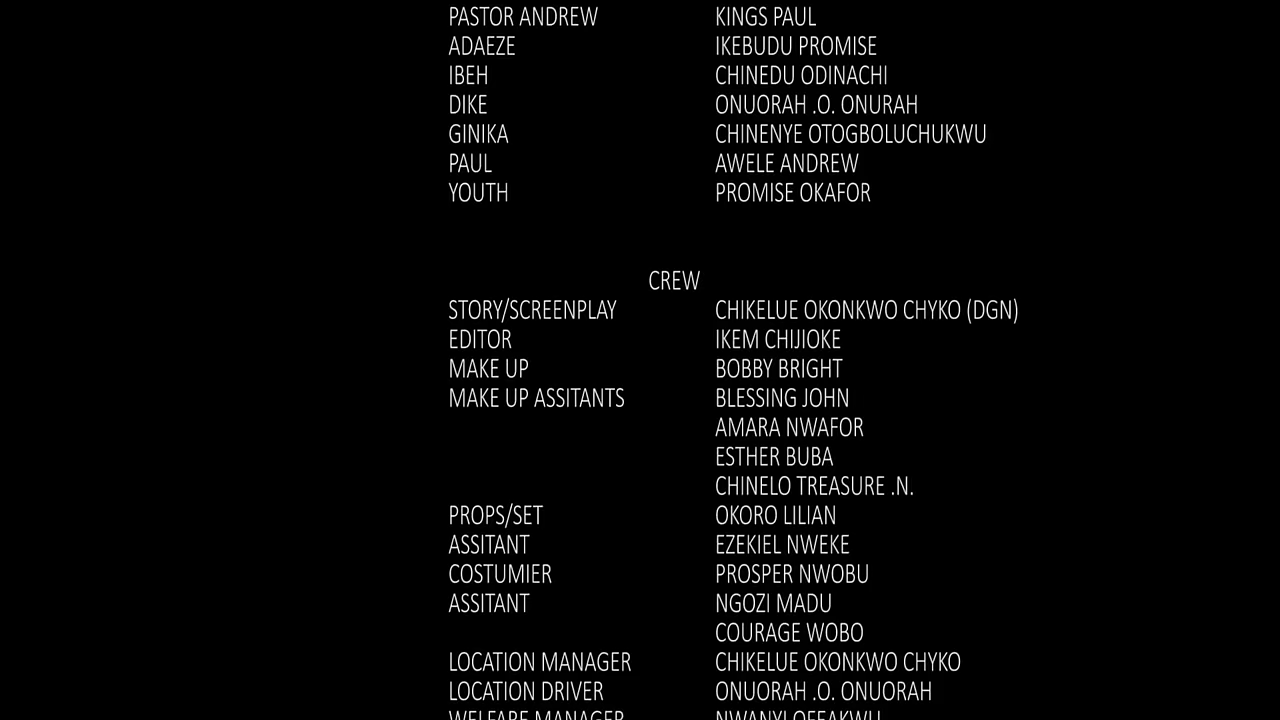 PASTOR ANDREW KINGS PAUL
ADAEZE IKEBUDU PROMISE
IBEH CHINEDU ODINACHI
DIKE ONUORAH .O. ONURAH
GINIKA CHINENYE OTOGBOLUCHUKWU
PAUL AWELE ANDREW
YOUTH PROMISE OKAFOR
CREW
STORY/SCREENPLAY CHIKELUE OKONKWO CHYKO (DGN)
EDITOR IKEM CHIJIOKE
MAKE UP BOBBY BRIGHT
MAKE UP ASSITANTS BLESSING JOHN
AMARA NWAFOR
ESTHER BUBA
CHINELO TREASURE .N.
PROPS/SET OKORO LILIAN
ASSITANT EZEKIEL NWEKE
COSTUMIER PROSPER NWOBU
ASSITANT NGOZI MADU
COURAGE WOBO
LOCATION MANAGER CHIKELUE OKONKWO CHYKO
LOCATION DRIVER ONUORAH .O. ONUORAH
WELFARE MANAGER